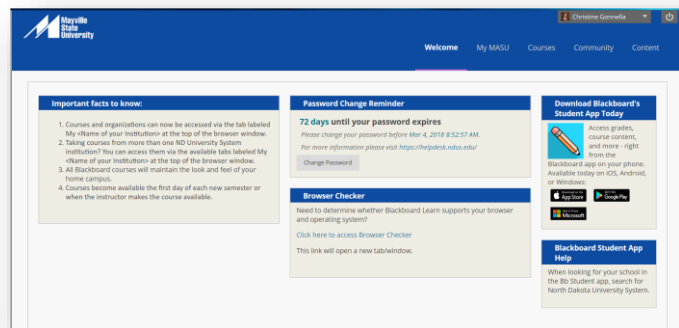 Mayville
State
University
Christine Gonnella
Welcome
My MASU
Courses
Community
Content
Important facts to know:
1. Courses and organizations can now be accessed via the tab labeled
My <Name of your Institution> at the top of the browser window.
2. Taking courses from more than one ND University System
institution? You can access them via the available tabs labeled My
<Name of your Institution> at the top of the browser window.
3. All Blackboard courses will maintain the look and feel of your
home campus.
4. Courses become available the first day of each new semester or
when the instructor makes the course available.
Password Change Reminder
72 days until your password expires
Please change your password before Mar 4, 2018 8:52:57 AM.
For more information please visit https://helpdesk.ndus.edu/
Change Password
Browser Checker
Need to determine whether Blackboard Learn supports your browser
and operating system?
Click here to access Browser Checker
This link will open a new tab/window.
Download Blackboard's
Student App Today
Access grades,
course content,
and more - right
from the
Blackboard app on your phone.
Available today on iOS, Android,
or Windows:
App Store
Google Play
Microsoft
Blackboard Student App
Help
When looking for your school in
the Bb Student app, search for
North Dakota University System.